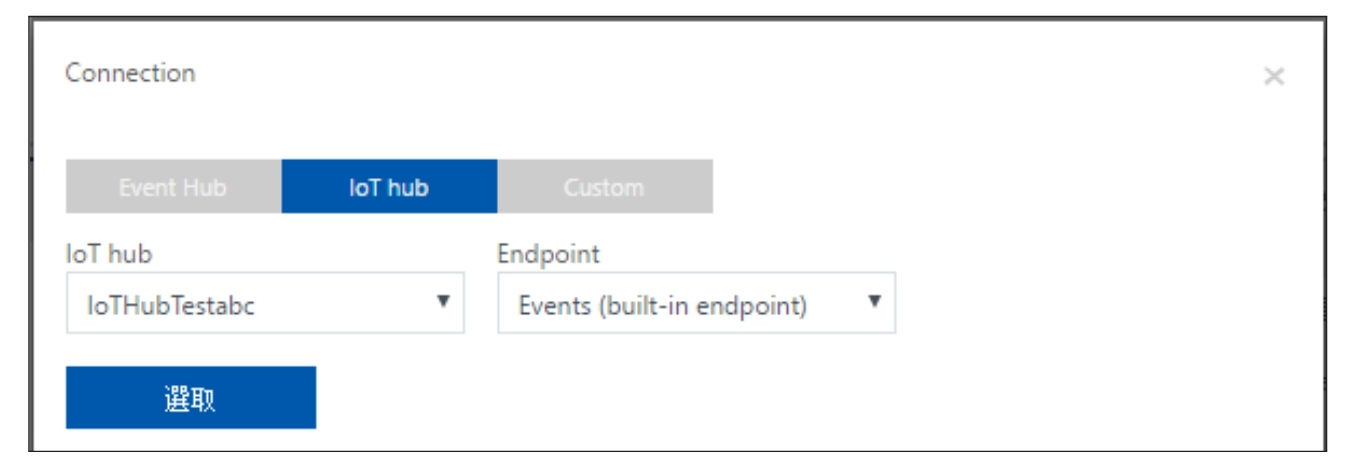 Connection ×
Event Hub IoT hub Custom
IoT hub Endpoint
IoTHubTestabc Events (built-in endpoint)
選取